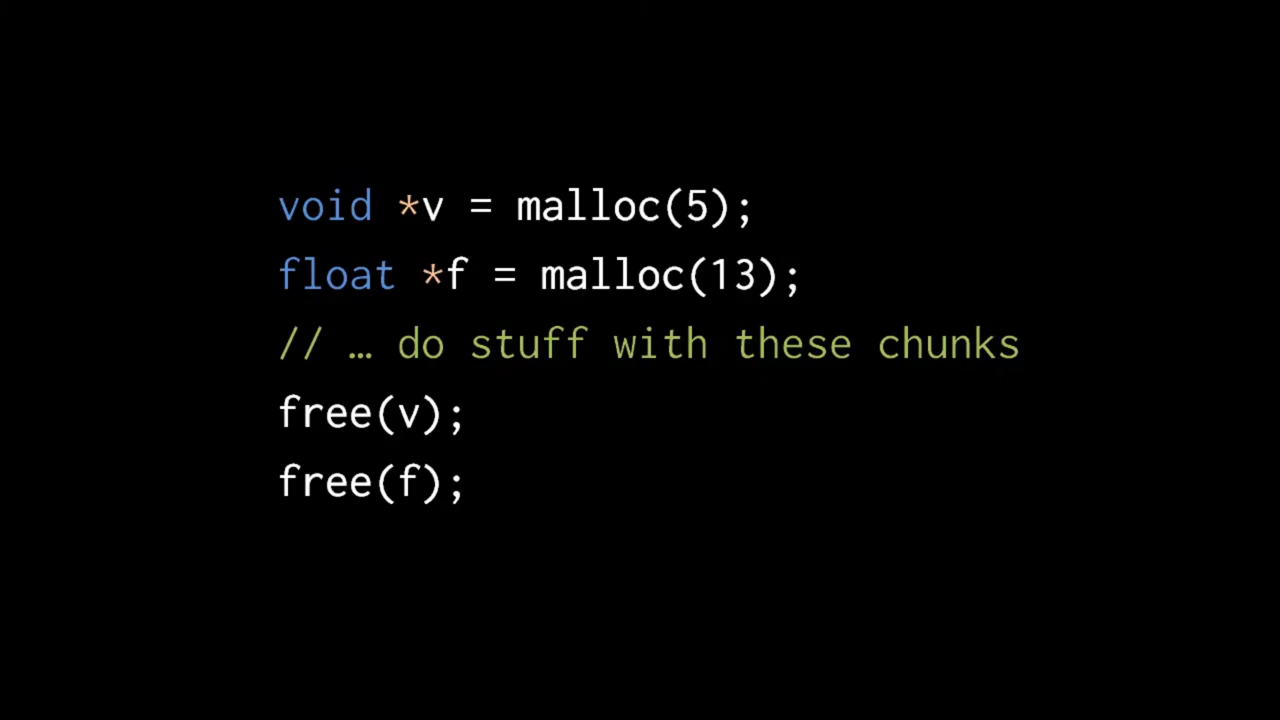 void *v = malloc(5);
float *f = malloc(13);
// … do stuff with these chunks
free(v);
free(f);